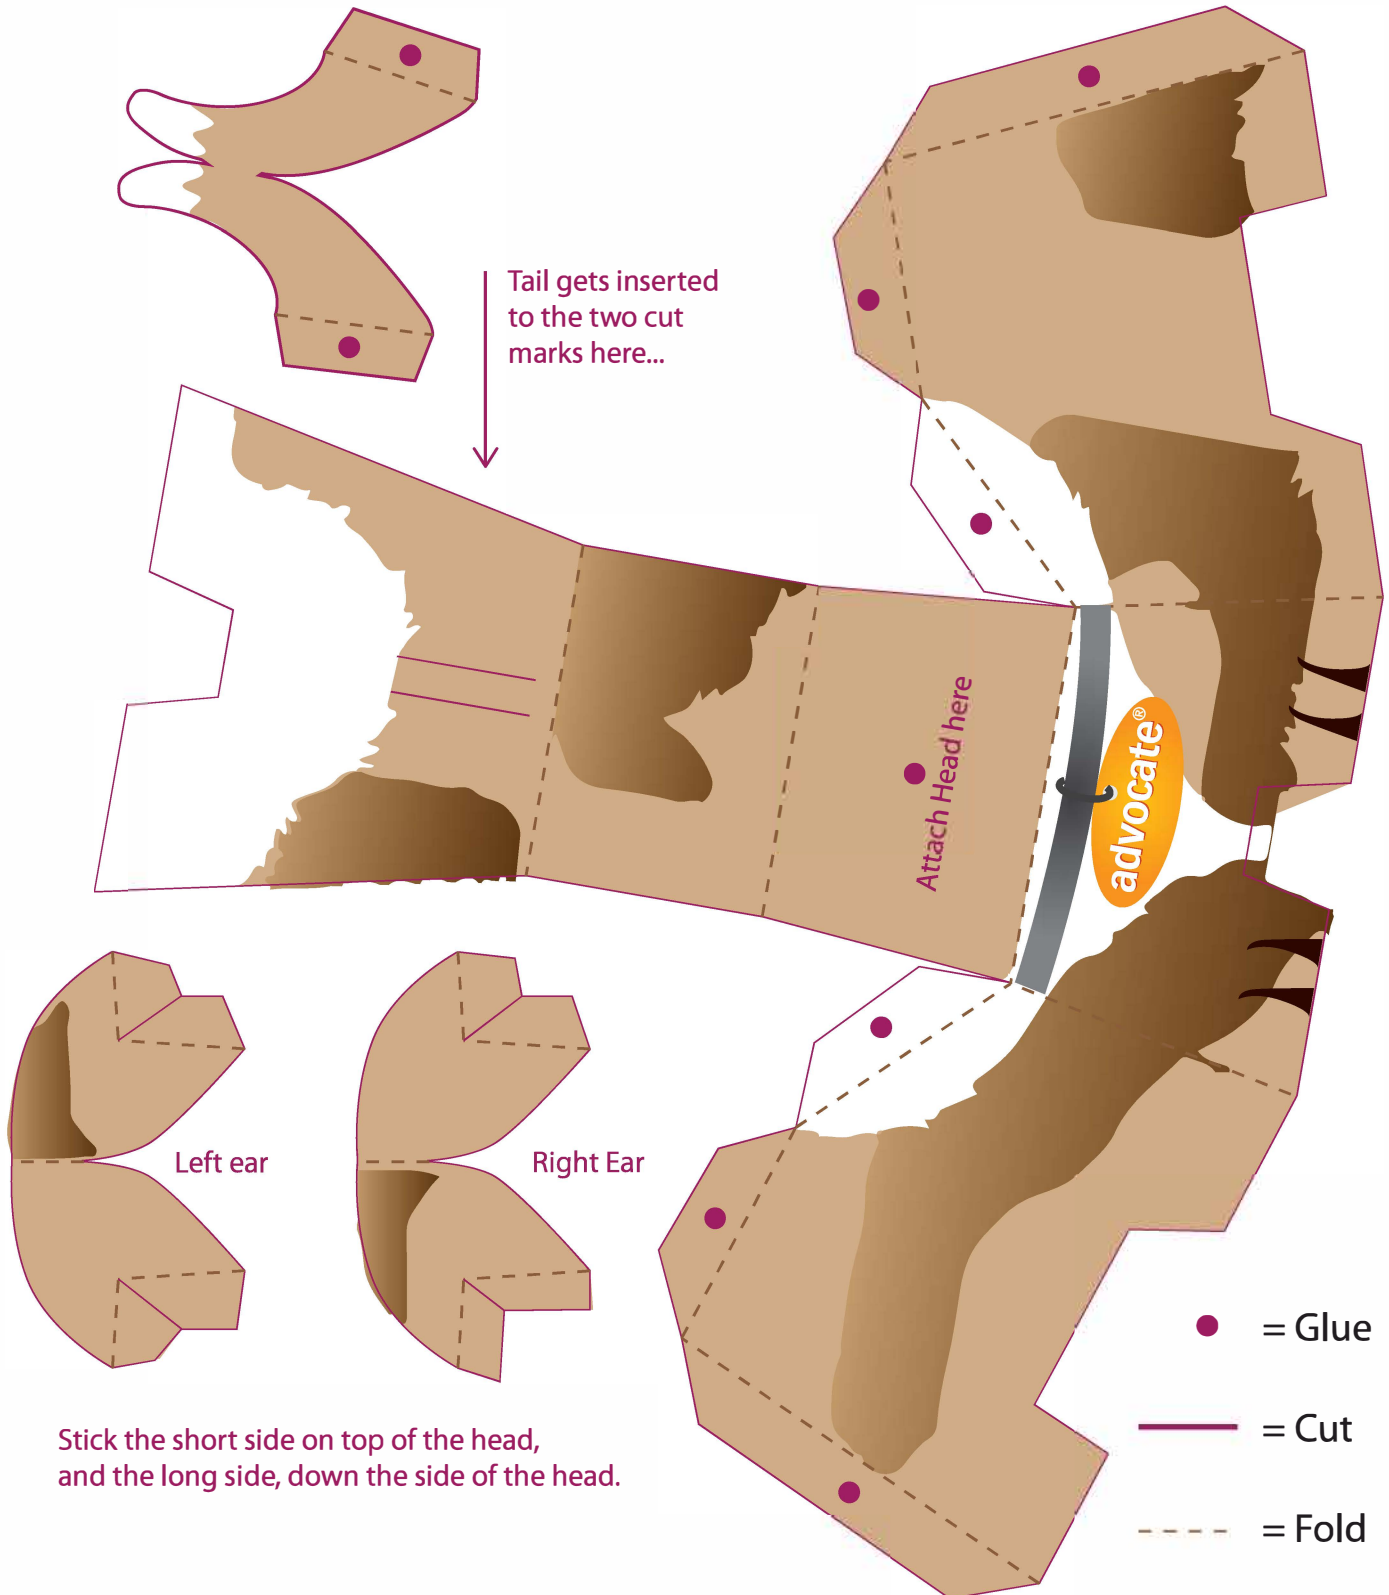 Tail gets inserted
to the two cut
marks here...
Attach Head here
advocate®
Left ear
Right Ear
Stick the short side on top of the head,
and the long side, down the side of the head.
= Glue
= Cut
= Fold